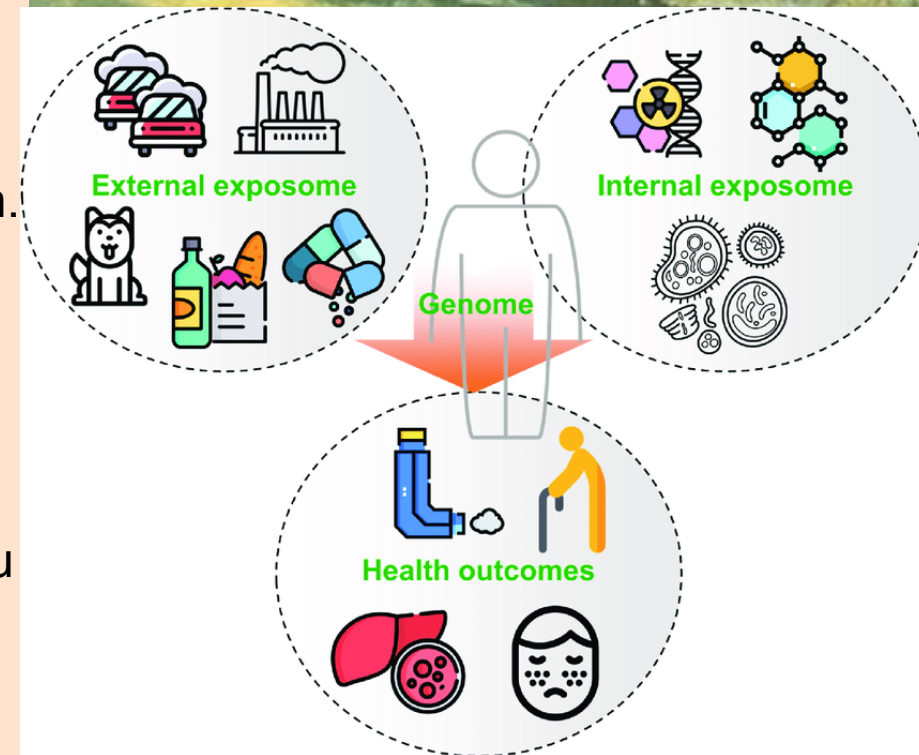 n.
External exposome
Internal exposome
Genome
u
Health outcomes